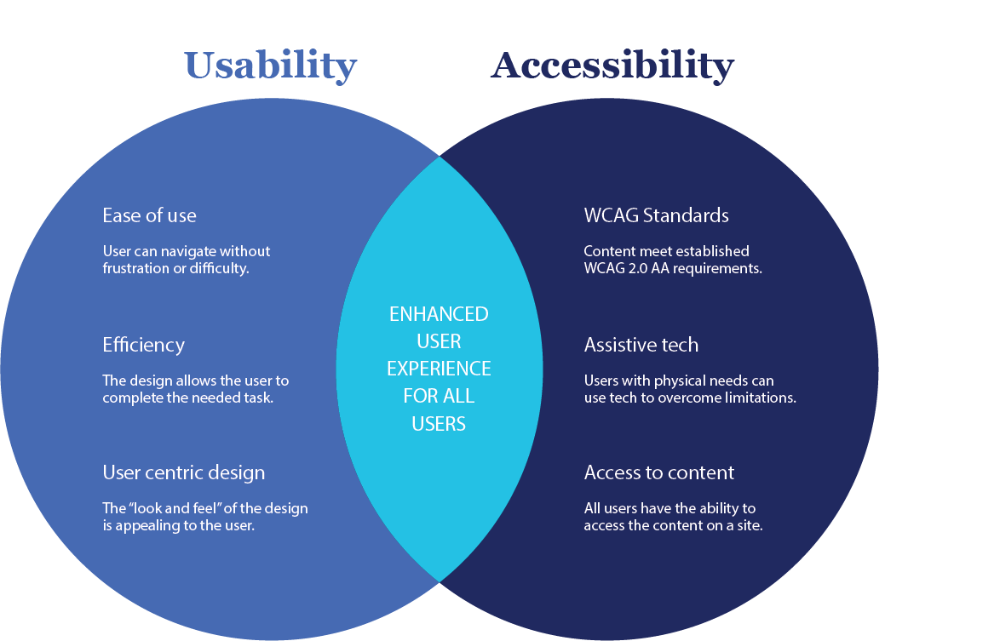 Usability
Accessibility
Ease of use
User can navigate without
frustration or difficulty.
Efficiency
The design allows the user to
complete the needed task.
User centric design
The “look and feel” of the design
is appealing to the user.
ENHANCED
USER
EXPERIENCE
FOR ALL
USERS
WCAG Standards
Content meet established
WCAG 2.0 AA requirements.
Assistive tech
Users with physical needs can
use tech to overcome limitations.
Access to content
All users have the ability to
access the content on a site.